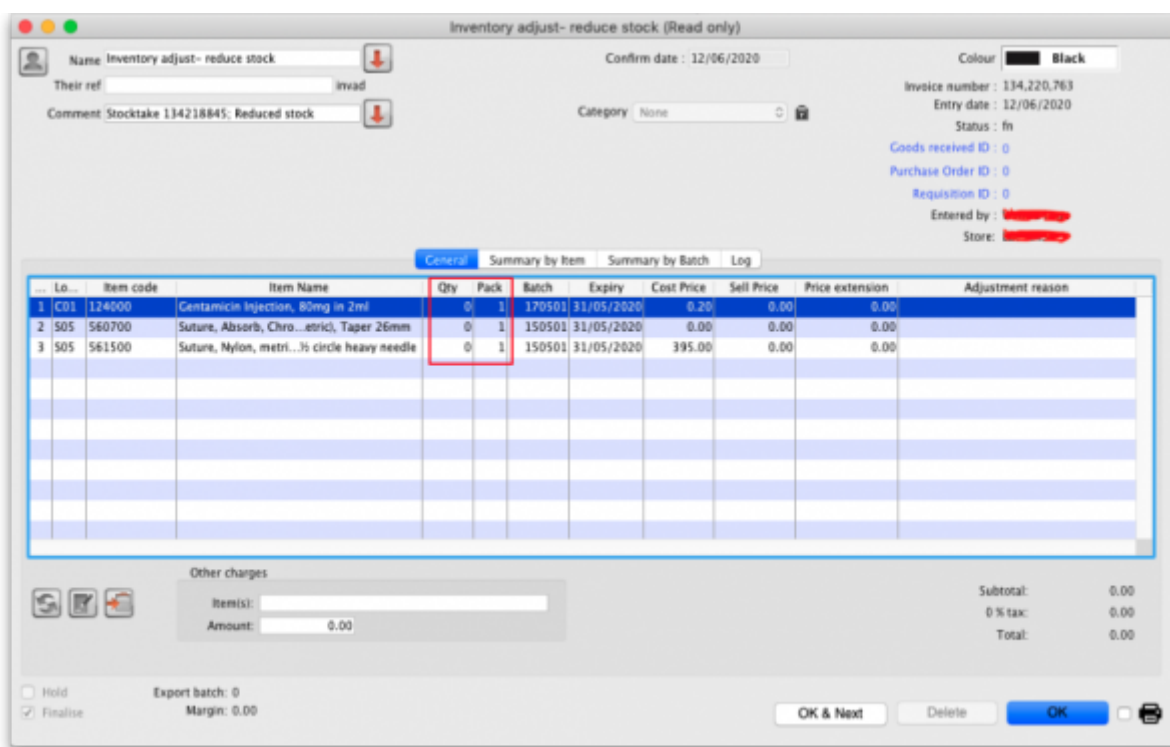 Inventory adjust- reduce stock (Read only)
Name Inventory adjust- reduce stock
Confirm date : 12/06/2020
Colour Black
Their ref invad
Invoice number : 134,220,763
Comment Stocktake 134218845; Reduced stock
Category None
Entry date : 12/06/2020
Status : fn
Goods received ID : 0
Purchase Order ID : 0
Requisition ID : 0
Entered by :
Store:
General Summary by Item Summary by Batch Log
... Lo... Item code Item Name Qty Pack Batch Expiry Cost Price Sell Price Price extension Adjustment reason
1 C01 124000 Gentamicin Injection, 80mg in 2ml 0 1 170501 31/05/2020 0.20 0.00 0.00
2 S05 560700 Suture, Absorb, Chro...etric), Taper 26mm 0 1 150501 31/05/2020 0.00 0.00 0.00
3 S05 561500 Suture, Nylon, metri...½ circle heavy needle 0 1 150501 31/05/2020 395.00 0.00 0.00
Other charges
Item(s):
Amount: 0.00
Subtotal: 0.00
0 % tax: 0.00
Total: 0.00
Hold
Export batch: 0
Finalise
Margin: 0.00
OK & Next Delete OK